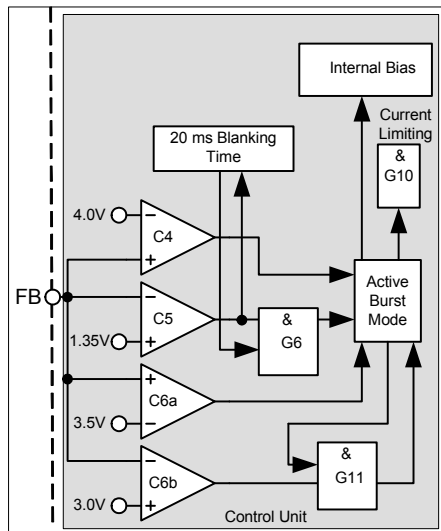 Internal Bias
Current
Limiting
20 ms Blanking
Time
&
G10
4.0V
−
C4
+
Active
Burst
Mode
FB
−
C5
&
G6
1.35V
+
+
C6a
3.5V
−
−
C6b
&
G11
3.0V
+
Control Unit